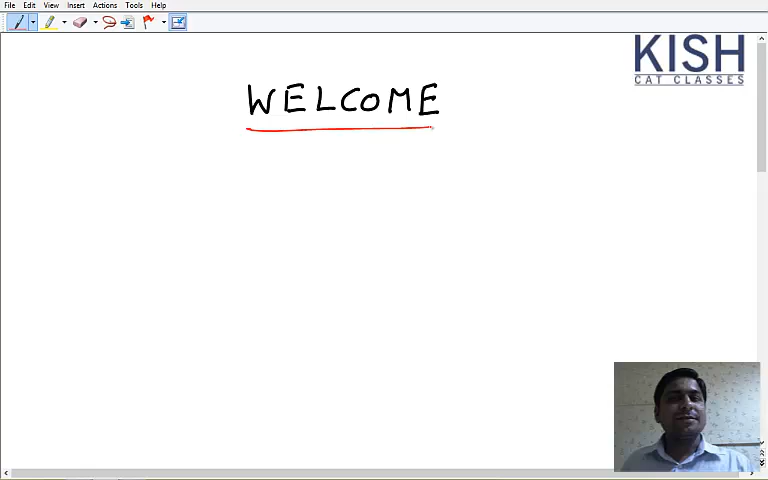 File Edit View Insert Actions Tools Help
KISH
CAT CLASSES
WELCOME